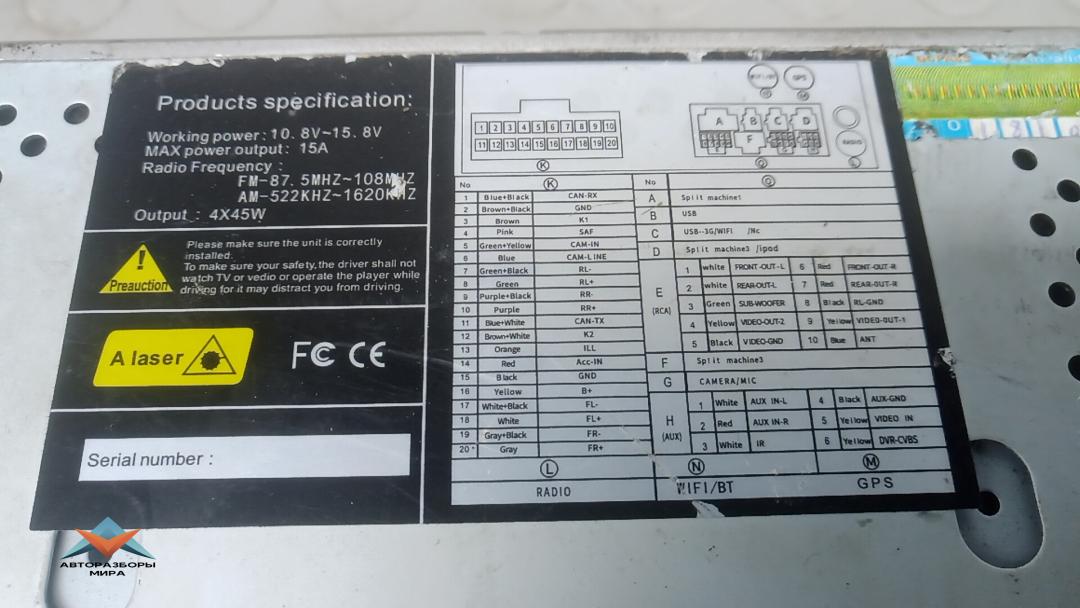 Products specification:
Working power: 10. 8V~15. 8V
MAX power output: 15A
Radio Frequency :
FM-87. 5MHZ~108MHZ
AM-522KHZ~1620KHZ
Output : 4X45W
Please make sure the unit is correctly
installed.
To make sure your safety,the driver shall not
watch TV or vedio or operate the player while
driving for it may distract you from driving.
!
Preauction
A laser
FC CE
Serial number :
WIFI/BT GPS
N M
A B C D
F
RADIO
1 2 3 4 5 6 7 8 9 10
11 12 13 14 15 16 17 18 19 20
K Q L
No K
1 Blue+Black CAN-RX
2 Brown+Black GND
3 Brown K1
4 Pink SAF
5 Green+Yellow CAM-IN
6 Blue CAM-LINE
7 Green+Black RL-
8 Green RL+
9 Purple+Black RR-
10 Purple RR+
11 Blue+White CAN-TX
12 Brown+White K2
13 Orange ILL
14 Red Acc-IN
15 Black GND
16 Yellow B+
17 White+Black FL-
18 White FL+
19 Gray+Black FR-
20 Gray FR+
No Q
A Split machine1
B USB
C USB--3G/WIFI /Nc
D Split machine3 /ipod
E
(RCA)
1 white FRONT-OUT-L 6 Red FRONT-OUT-R
2 white REAR-OUT-L 7 Red REAR-OUT-R
3 Green SUB-WOOFER 8 Black RL-GND
4 Yellow VIDEO-OUT-2 9 Yellow VIDEO-OUT-1
5 Black VIDEO-GND 10 Blue ANT
F Split machine3
G CAMERA/MIC
H
(AUX)
1 White AUX IN-L 4 Black AUX-GND
2 Red AUX IN-R 5 Yellow VIDEO IN
3 White IR 6 Yellow DVR-CVBS
L N M
RADIO WIFI/BT GPS
АВТОРАЗБОРЫ
МИРА